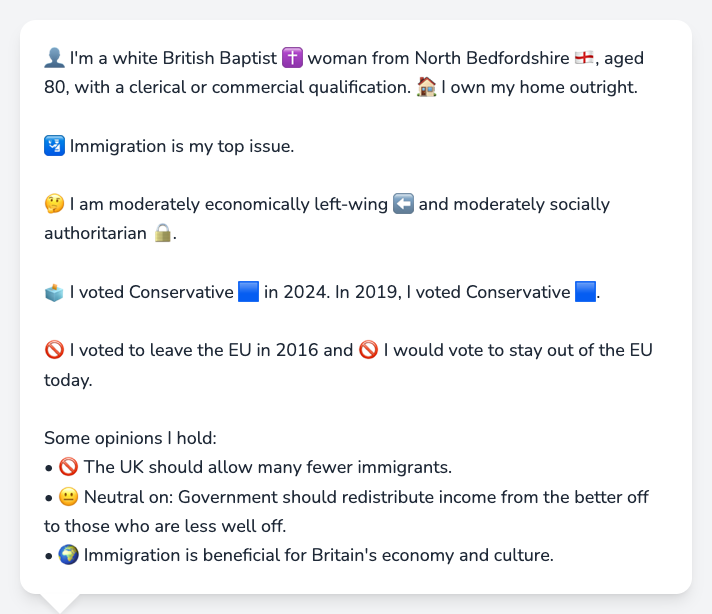 👤 I'm a white British Baptist ✝️ woman from North Bedfordshire 🏴󠁧󠁢󠁥󠁮󠁧󠁿, aged
80, with a clerical or commercial qualification. 🏠 I own my home outright.
🛂 Immigration is my top issue.
🤔 I am moderately economically left-wing ⬅️ and moderately socially
authoritarian 🔒.
🗳️ I voted Conservative 🟦 in 2024. In 2019, I voted Conservative 🟦.
🚫 I voted to leave the EU in 2016 and 🚫 I would vote to stay out of the EU
today.
Some opinions I hold:
• 🚫 The UK should allow many fewer immigrants.
• 😐 Neutral on: Government should redistribute income from the better off
to those who are less well off.
• 🌍 Immigration is beneficial for Britain's economy and culture.